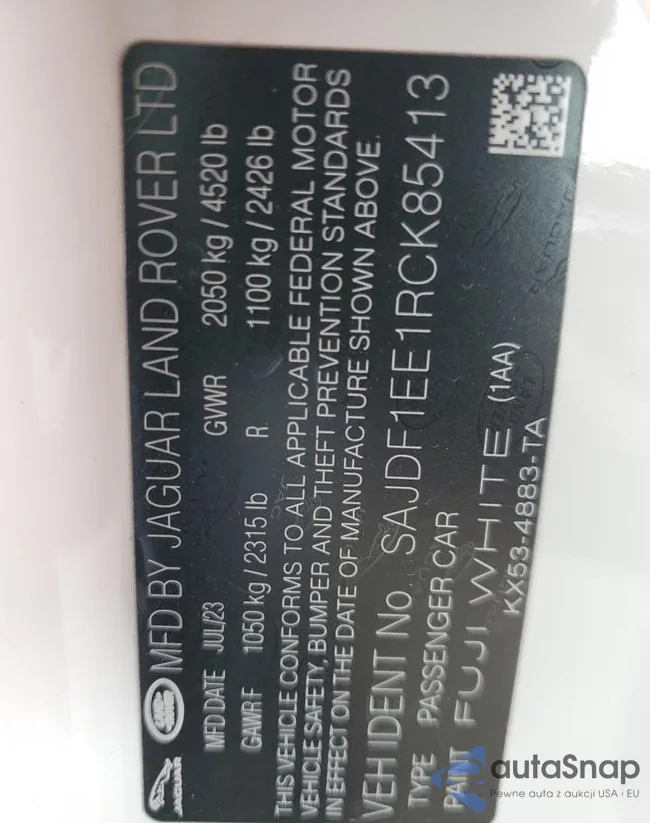 JAGUAR
LAND ROVER
MFD BY JAGUAR LAND ROVER LTD
MFD DATE JUL/23 GVWR 2050 kg / 4520 lb
GAWR F 1050 kg / 2315 lb R 1100 kg / 2426 lb
THIS VEHICLE CONFORMS TO ALL APPLICABLE FEDERAL MOTOR
VEHICLE SAFETY, BUMPER AND THEFT PREVENTION STANDARDS
IN EFFECT ON THE DATE OF MANUFACTURE SHOWN ABOVE.
VEH IDENT No SAJDF1EE1RCK85413
TYPE PASSENGER CAR
PAINT FUJI WHITE (1AA)
KX53-4883-TA
autaSnap
Pewne auta z aukcji USA i EU